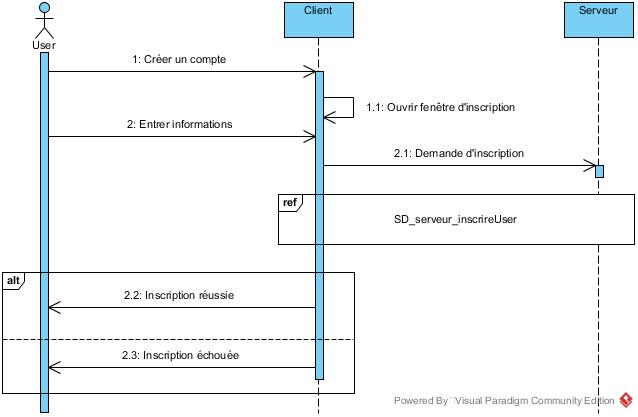 Client
Serveur
User
1: Créer un compte
1.1: Ouvrir fenêtre d'inscription
2: Entrer informations
2.1: Demande d'inscription
ref
SD_serveur_inscrireUser
alt
2.2: Inscription réussie
2.3: Inscription échouée
Powered By Visual Paradigm Community Edition